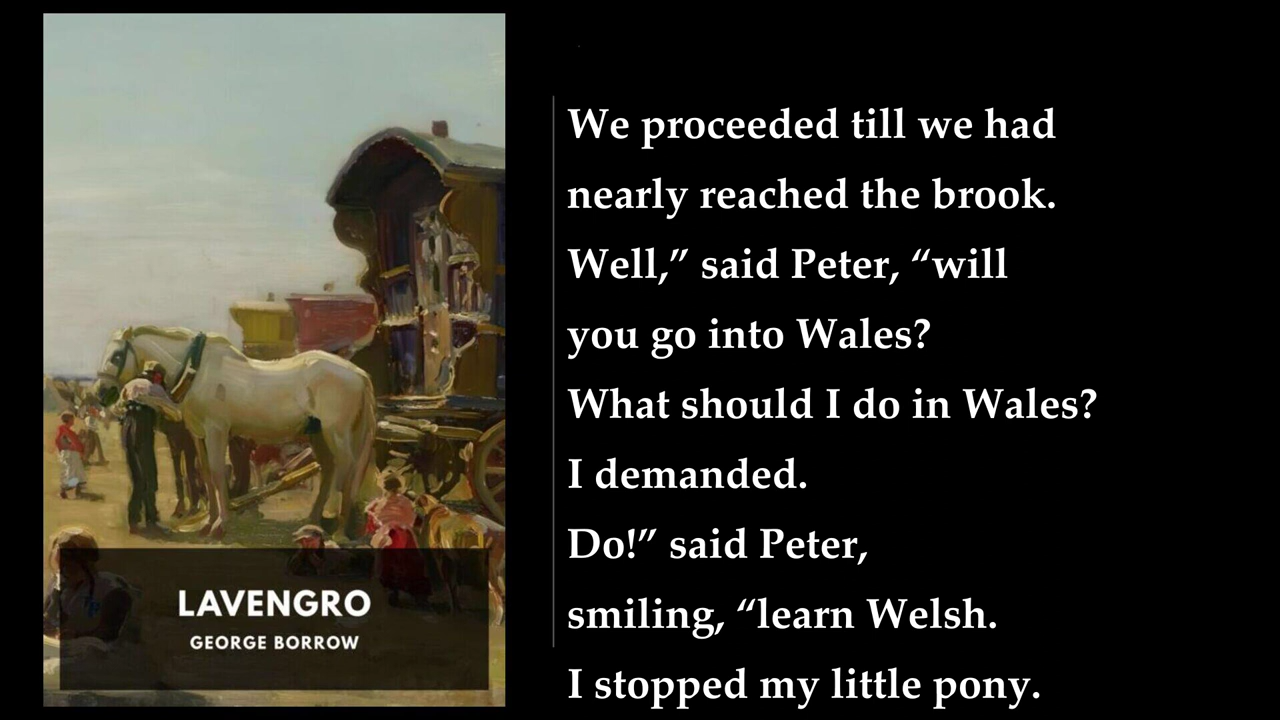 LAVENGRO
GEORGE BORROW
We proceeded till we had
nearly reached the brook.
Well,” said Peter, “will
you go into Wales?
What should I do in Wales?
I demanded.
Do!” said Peter,
smiling, “learn Welsh.
I stopped my little pony.